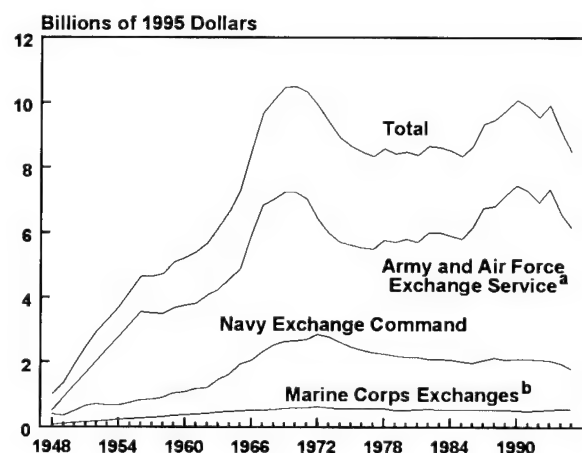 Billions of 1995 Dollars
12
10
Total
8
6
Army and Air Force
Exchange Service a
4
Navy Exchange Command
2
Marine Corps Exchanges b
0
1948 1954 1960 1966 1972 1978 1984 1990